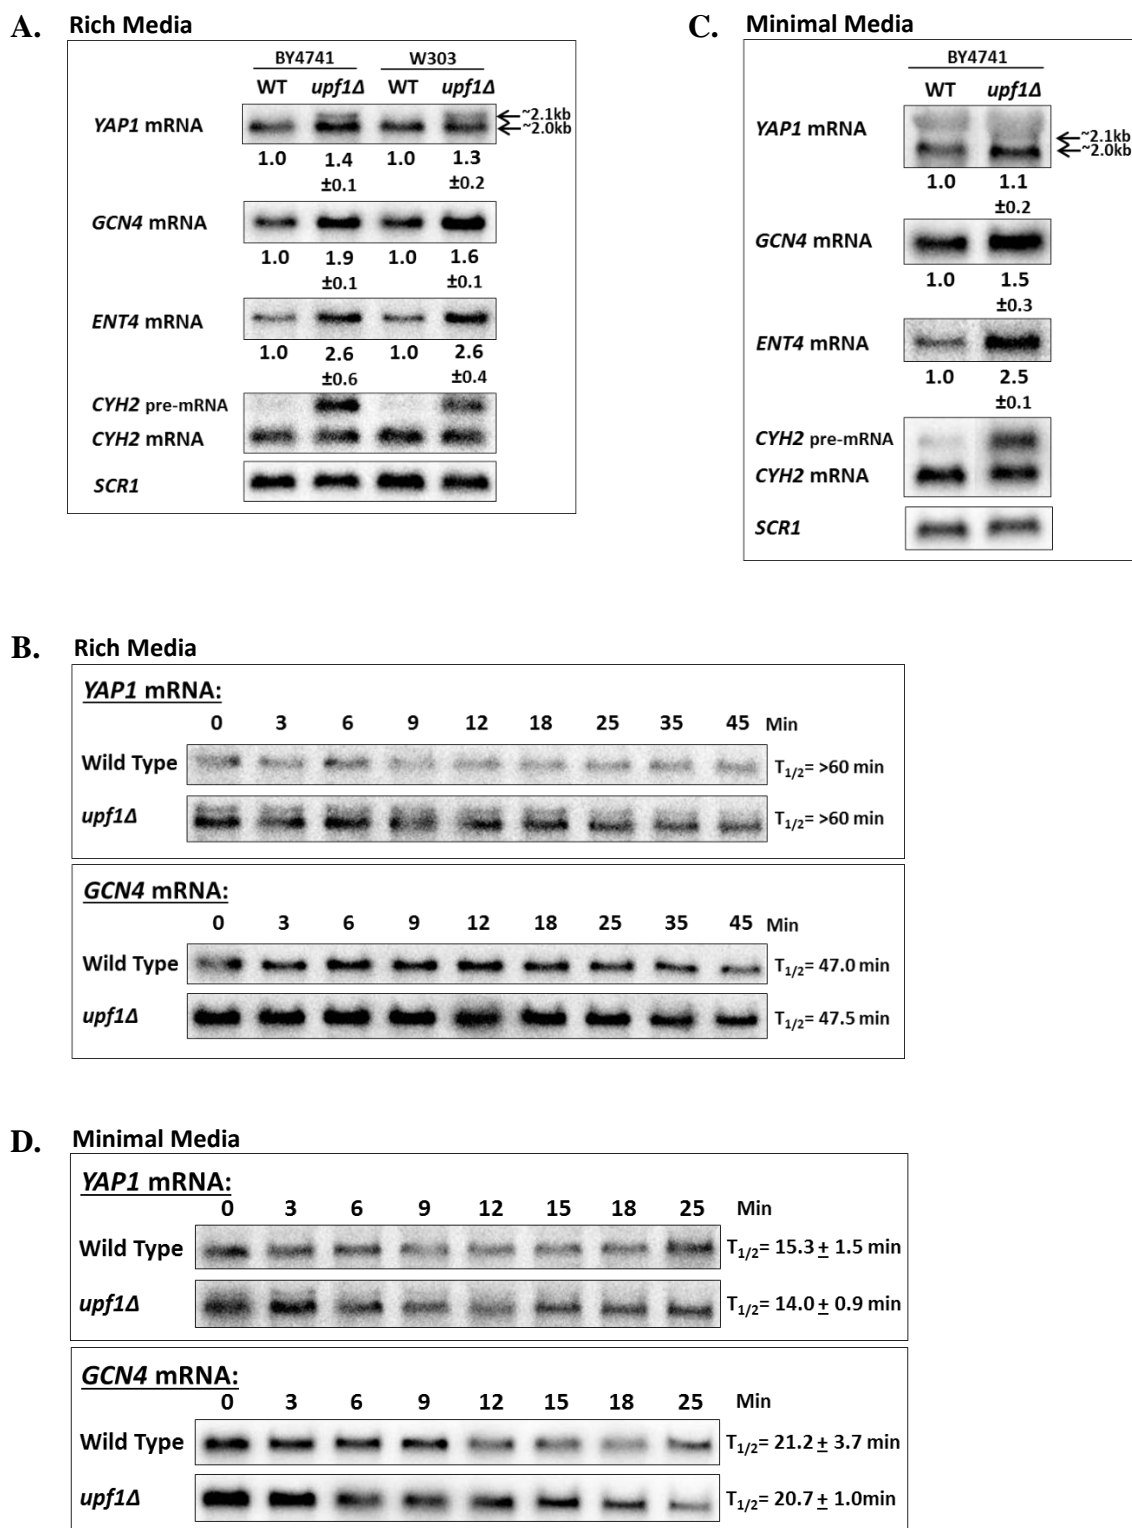 A. Rich Media
BY4741 W303
WT upf1Δ WT upf1Δ
YAP1 mRNA
~2.1kb
~2.0kb
1.0 1.4 1.0 1.3
±0.1 ±0.2
GCN4 mRNA
1.0 1.9 1.0 1.6
±0.1 ±0.1
ENT4 mRNA
1.0 2.6 1.0 2.6
±0.6 ±0.4
CYH2 pre-mRNA
CYH2 mRNA
SCR1
C. Minimal Media
BY4741
WT upf1Δ
YAP1 mRNA
~2.1kb
~2.0kb
1.0 1.1
±0.2
GCN4 mRNA
1.0 1.5
±0.3
ENT4 mRNA
1.0 2.5
±0.1
CYH2 pre-mRNA
CYH2 mRNA
SCR1
B. Rich Media
YAP1 mRNA:
0 3 6 9 12 18 25 35 45 Min
Wild Type T1/2= >60 min
upf1Δ T1/2= >60 min
GCN4 mRNA:
0 3 6 9 12 18 25 35 45 Min
Wild Type T1/2= 47.0 min
upf1Δ T1/2= 47.5 min
D. Minimal Media
YAP1 mRNA:
0 3 6 9 12 15 18 25 Min
Wild Type T1/2= 15.3 ± 1.5 min
upf1Δ T1/2= 14.0 ± 0.9 min
GCN4 mRNA:
0 3 6 9 12 15 18 25 Min
Wild Type T1/2= 21.2 ± 3.7 min
upf1Δ T1/2= 20.7 ± 1.0min